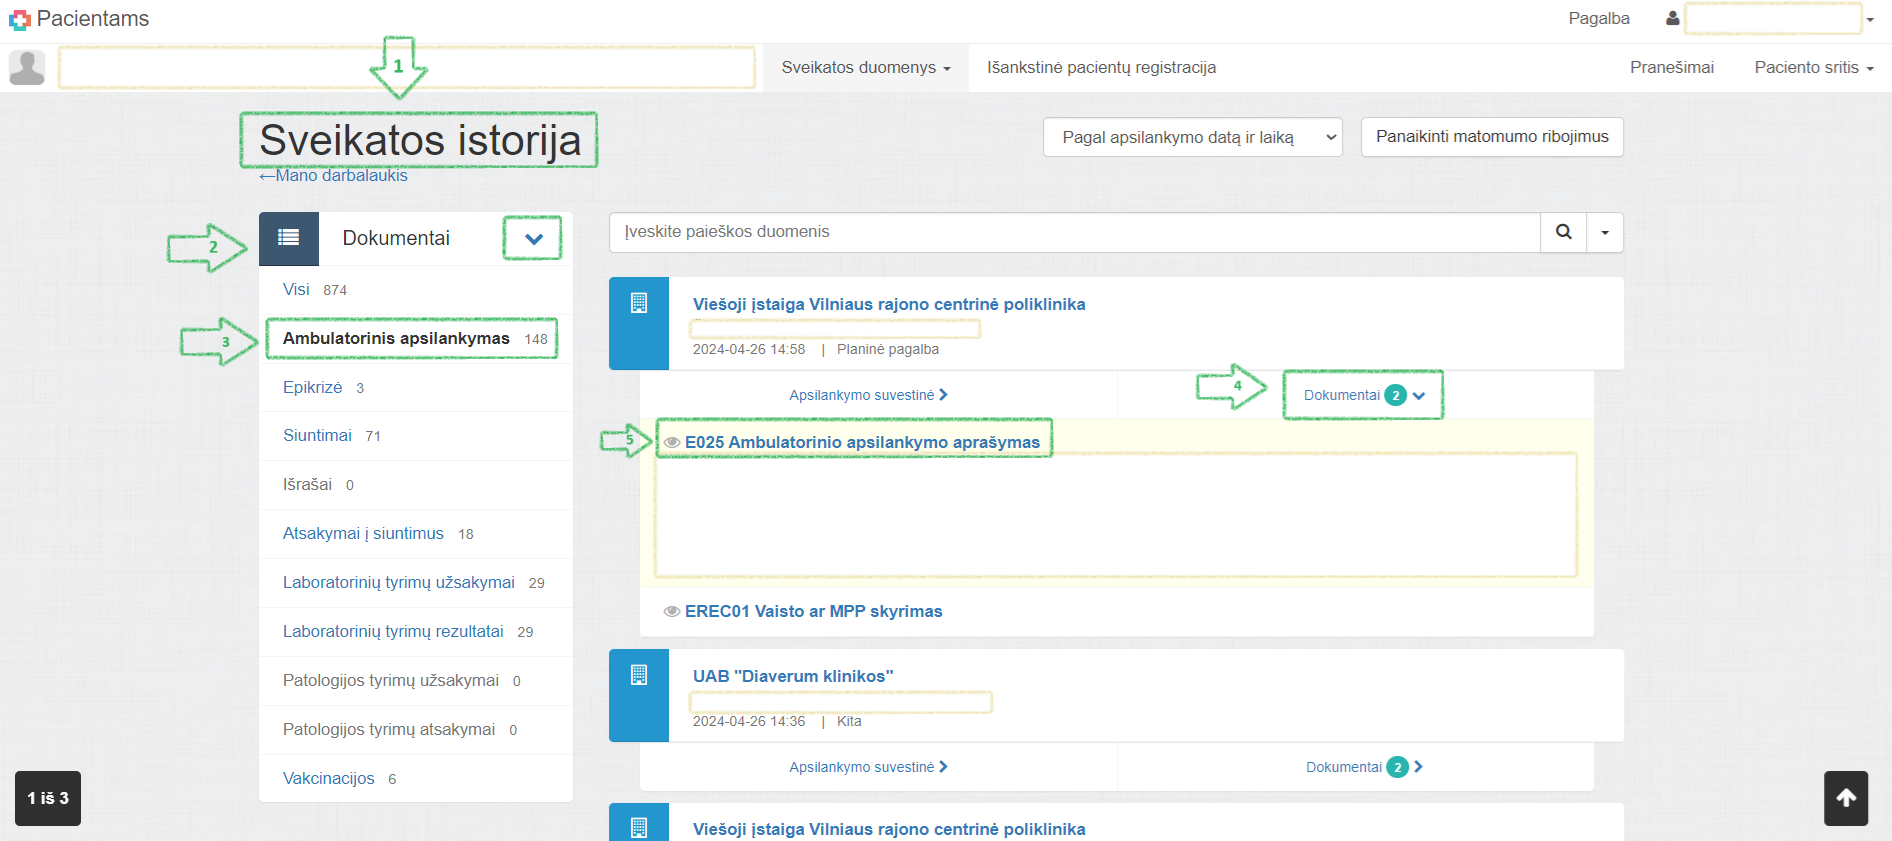 Pacientams
Pagalba
Sveikatos duomenys
Išankstinė pacientų registracija
Pranešimai
Paciento sritis
1
Sveikatos istorija
←Mano darbalaukis
Pagal apsilankymo datą ir laiką
Panaikinti matomumo ribojimus
2
Dokumentai
Visi 874
3
Ambulatorinis apsilankymas 148
Epikrizė 3
Siuntimai 71
Išrašai 0
Atsakymai į siuntimus 18
Laboratorinių tyrimų užsakymai 29
Laboratorinių tyrimų rezultatai 29
Patologijos tyrimų užsakymai 0
Patologijos tyrimų atsakymai 0
Vakcinacijos 6
Įveskite paieškos duomenis
Viešoji įstaiga Vilniaus rajono centrinė poliklinika
2024-04-26 14:58 | Planinė pagalba
Apsilankymo suvestinė
4
Dokumentai 2
5
E025 Ambulatorinio apsilankymo aprašymas
EREC01 Vaisto ar MPP skyrimas
UAB "Diaverum klinikos"
2024-04-26 14:36 | Kita
Apsilankymo suvestinė
Dokumentai 2
Viešoji įstaiga Vilniaus rajono centrinė poliklinika
1 iš 3